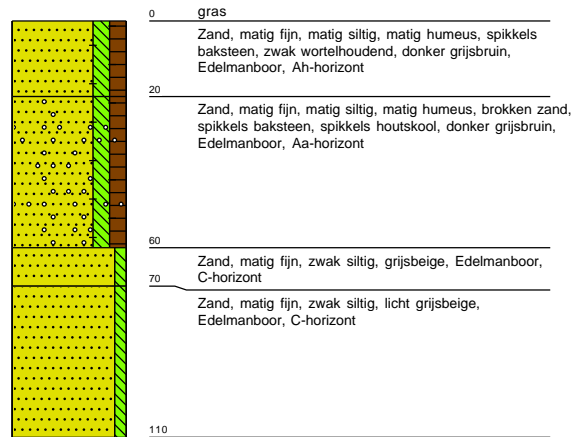 0 gras
Zand, matig fijn, matig siltig, matig humeus, spikkels
baksteen, zwak wortelhoudend, donker grijsbruin,
Edelmanboor, Ah-horizont
20
Zand, matig fijn, matig siltig, matig humeus, brokken zand,
spikkels baksteen, spikkels houtskool, donker grijsbruin,
Edelmanboor, Aa-horizont
60
Zand, matig fijn, zwak siltig, grijsbeige, Edelmanboor,
C-horizont
70
Zand, matig fijn, zwak siltig, licht grijsbeige,
Edelmanboor, C-horizont
110